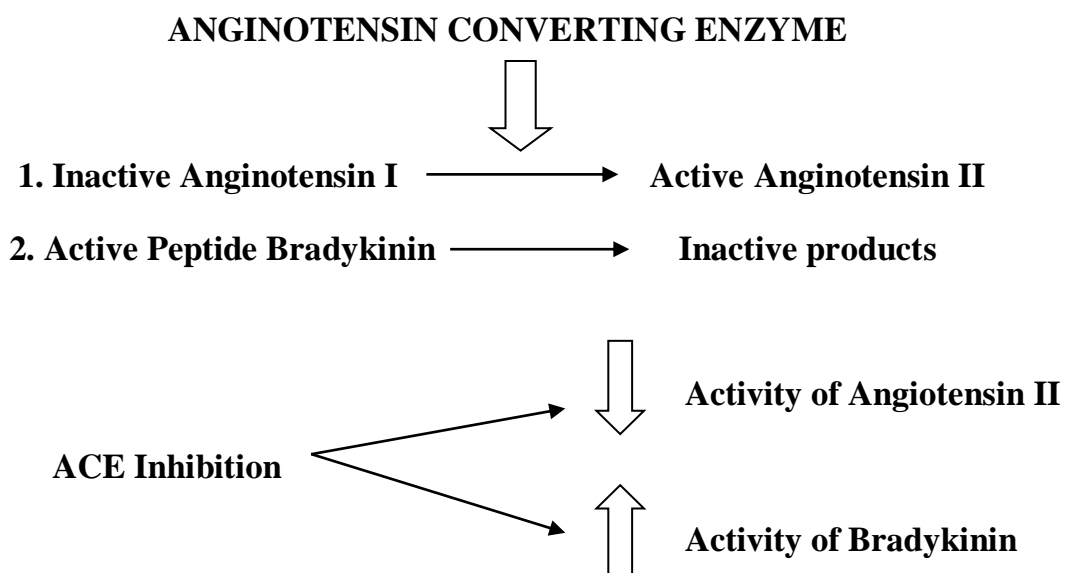 ANGINOTENSIN CONVERTING ENZYME
1. Inactive Anginotensin I Active Anginotensin II
2. Active Peptide Bradykinin Inactive products
Activity of Angiotensin II
ACE Inhibition
Activity of Bradykinin